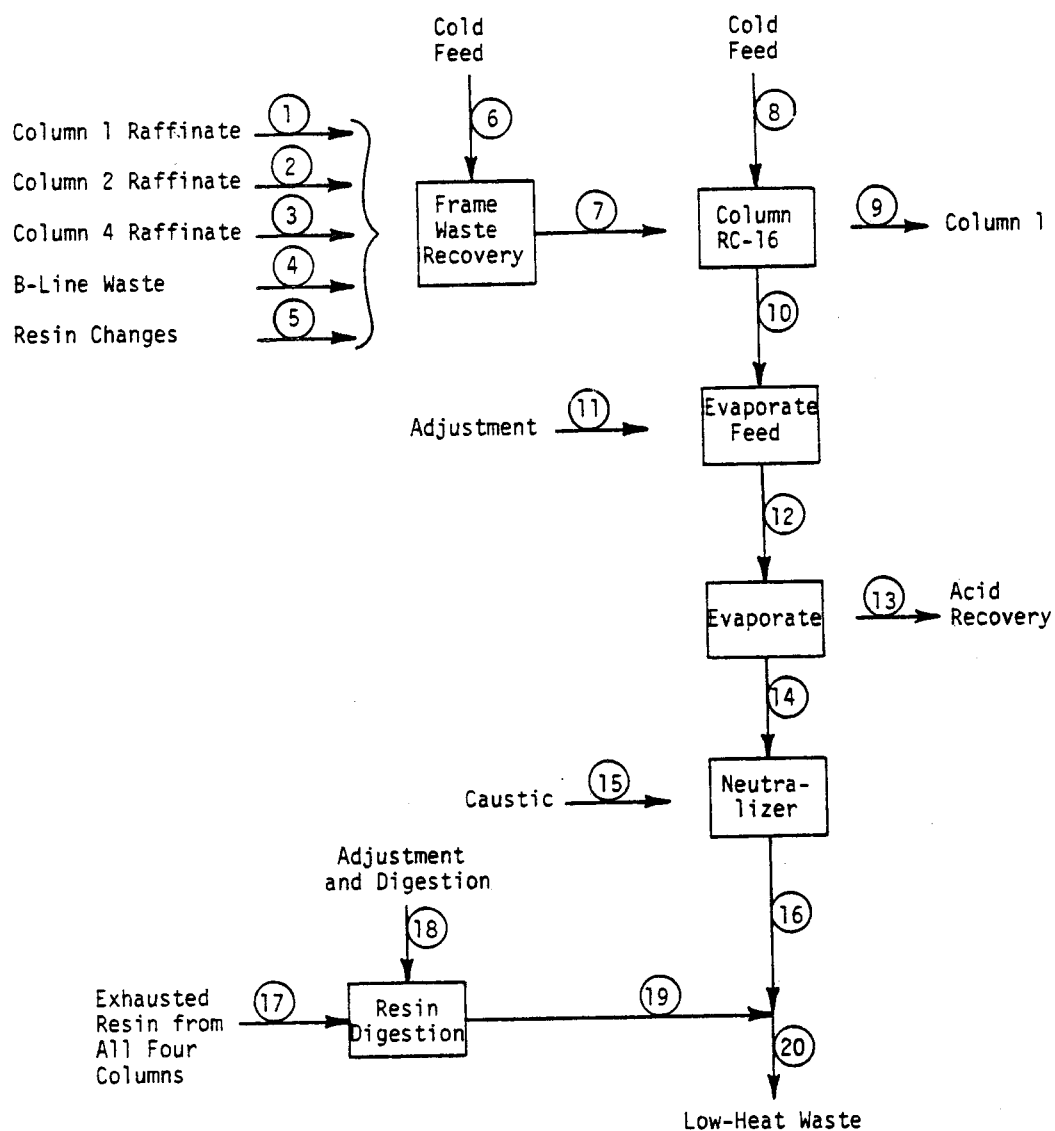 Cold
Feed
Cold
Feed
6
8
Column 1 Raffinate
1
Column 2 Raffinate
2
Column 4 Raffinate
3
B-Line Waste
4
Resin Changes
5
Frame
Waste
Recovery
7
Column
RC-16
9
Column 1
10
Adjustment
11
Evaporate
Feed
12
Evaporate
13
Acid
Recovery
14
Caustic
15
Neutra-
lizer
Adjustment
and Digestion
18
16
Exhausted
Resin from
All Four
Columns
17
Resin
Digestion
19
20
Low-Heat Waste